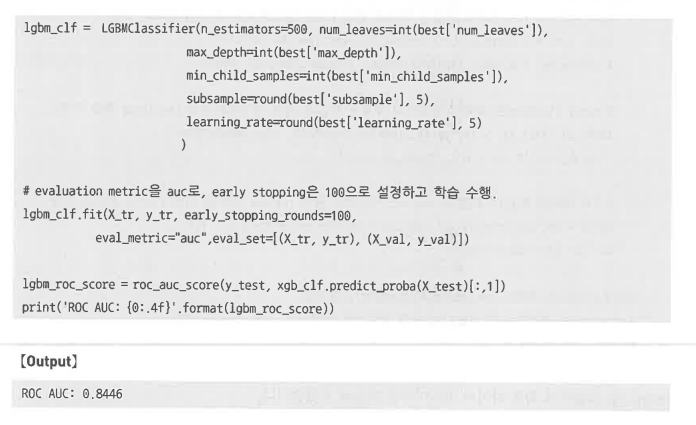 lgbm_clf = LGBMClassifier(n_estimators=500, num_leaves=int(best['num_leaves']),
max_depth=int(best['max_depth']),
min_child_samples=int(best['min_child_samples']),
subsample=round(best['subsample'], 5),
learning_rate=round(best['learning_rate'], 5)
)
# evaluation metric을 auc로, early stopping은 100으로 설정하고 학습 수행.
lgbm_clf.fit(X_tr, y_tr, early_stopping_rounds=100,
eval_metric="auc",eval_set=[(X_tr, y_tr), (X_val, y_val)])
lgbm_roc_score = roc_auc_score(y_test, xgb_clf.predict_proba(X_test)[:,1])
print('ROC AUC: {0:.4f}'.format(lgbm_roc_score))
【Output】
ROC AUC: 0.8446